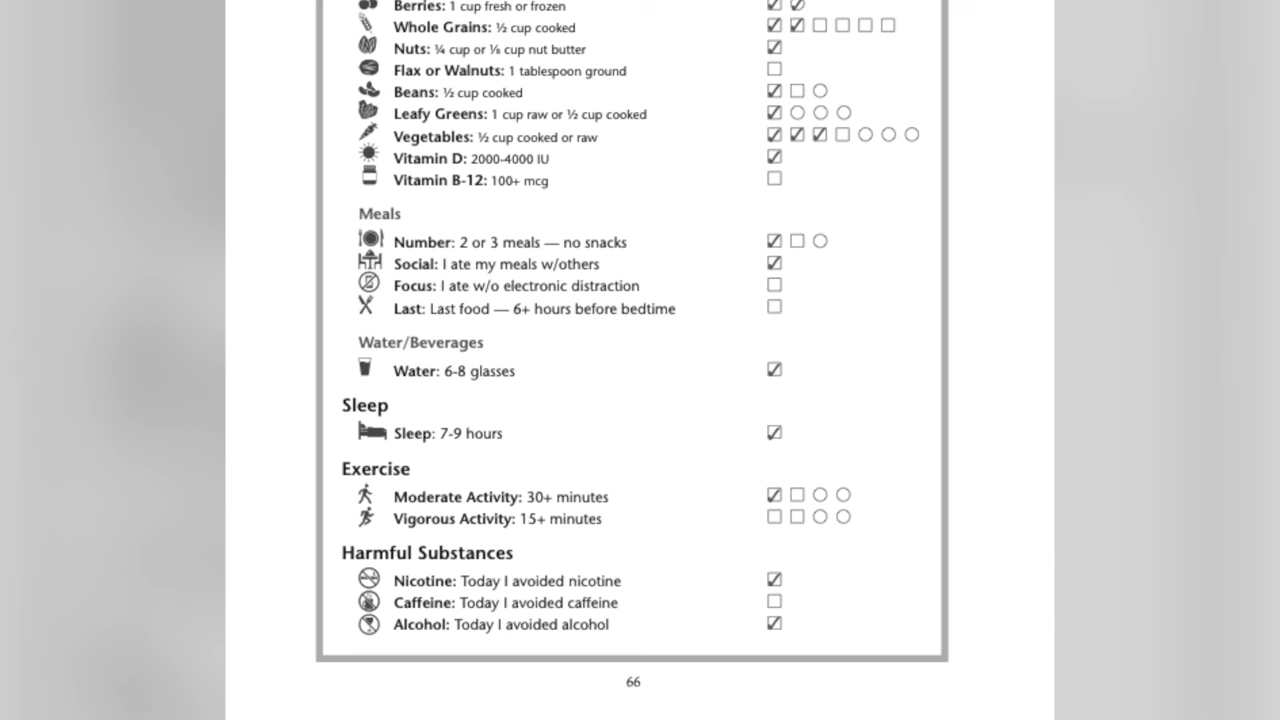 Berries: 1 cup fresh or frozen
Whole Grains: ½ cup cooked
Nuts: ¼ cup or ⅛ cup nut butter
Flax or Walnuts: 1 tablespoon ground
Beans: ½ cup cooked
Leafy Greens: 1 cup raw or ½ cup cooked
Vegetables: ½ cup cooked or raw
Vitamin D: 2000-4000 IU
Vitamin B-12: 100+ mcg
Meals
Number: 2 or 3 meals — no snacks
Social: I ate my meals w/others
Focus: I ate w/o electronic distraction
Last: Last food — 6+ hours before bedtime
Water/Beverages
Water: 6-8 glasses
Sleep
Sleep: 7-9 hours
Exercise
Moderate Activity: 30+ minutes
Vigorous Activity: 15+ minutes
Harmful Substances
Nicotine: Today I avoided nicotine
Caffeine: Today I avoided caffeine
Alcohol: Today I avoided alcohol
66